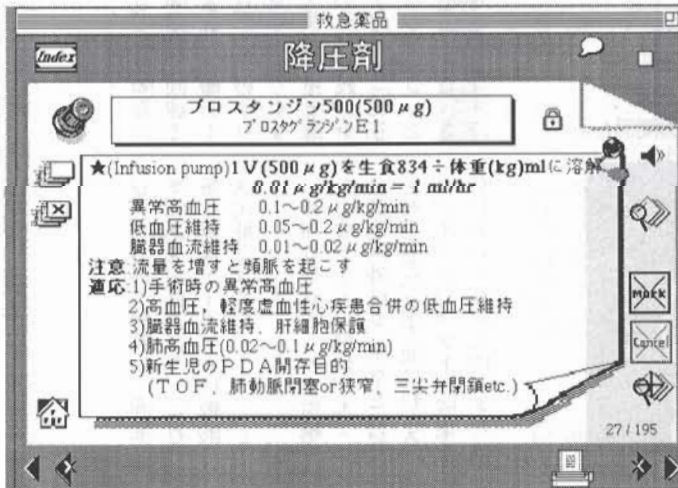 救急薬品
Index
降圧剤
プロスタンジン500(500μg)
プロスタグランジンE1
★(Infusion pump)1V(500μg)を生食834÷体重(kg)mlに溶解
0.01μg/kg/min = 1 ml/hr
異常高血圧 0.1～0.2μg/kg/min
低血圧維持 0.05～0.2μg/kg/min
臓器血流維持 0.01～0.02μg/kg/min
注意:流量を増すと頻脈を起こす
適応:1)手術時の異常高血圧
2)高血圧，軽度虚血性心疾患合併の低血圧維持
3)臓器血流維持、肝細胞保護
4)肺高血圧(0.02～0.1μg/kg/min)
5)新生児のPDA開存目的
(TOF，肺動脈閉塞or狭窄、三尖弁閉鎖etc.)
Mark
Cancel
27/195